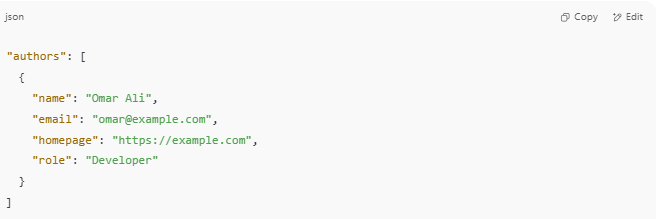 json
Copy
Edit
"authors": [
  {
    "name": "Omar Ali",
    "email": "omar@example.com",
    "homepage": "https://example.com",
    "role": "Developer"
  }
]